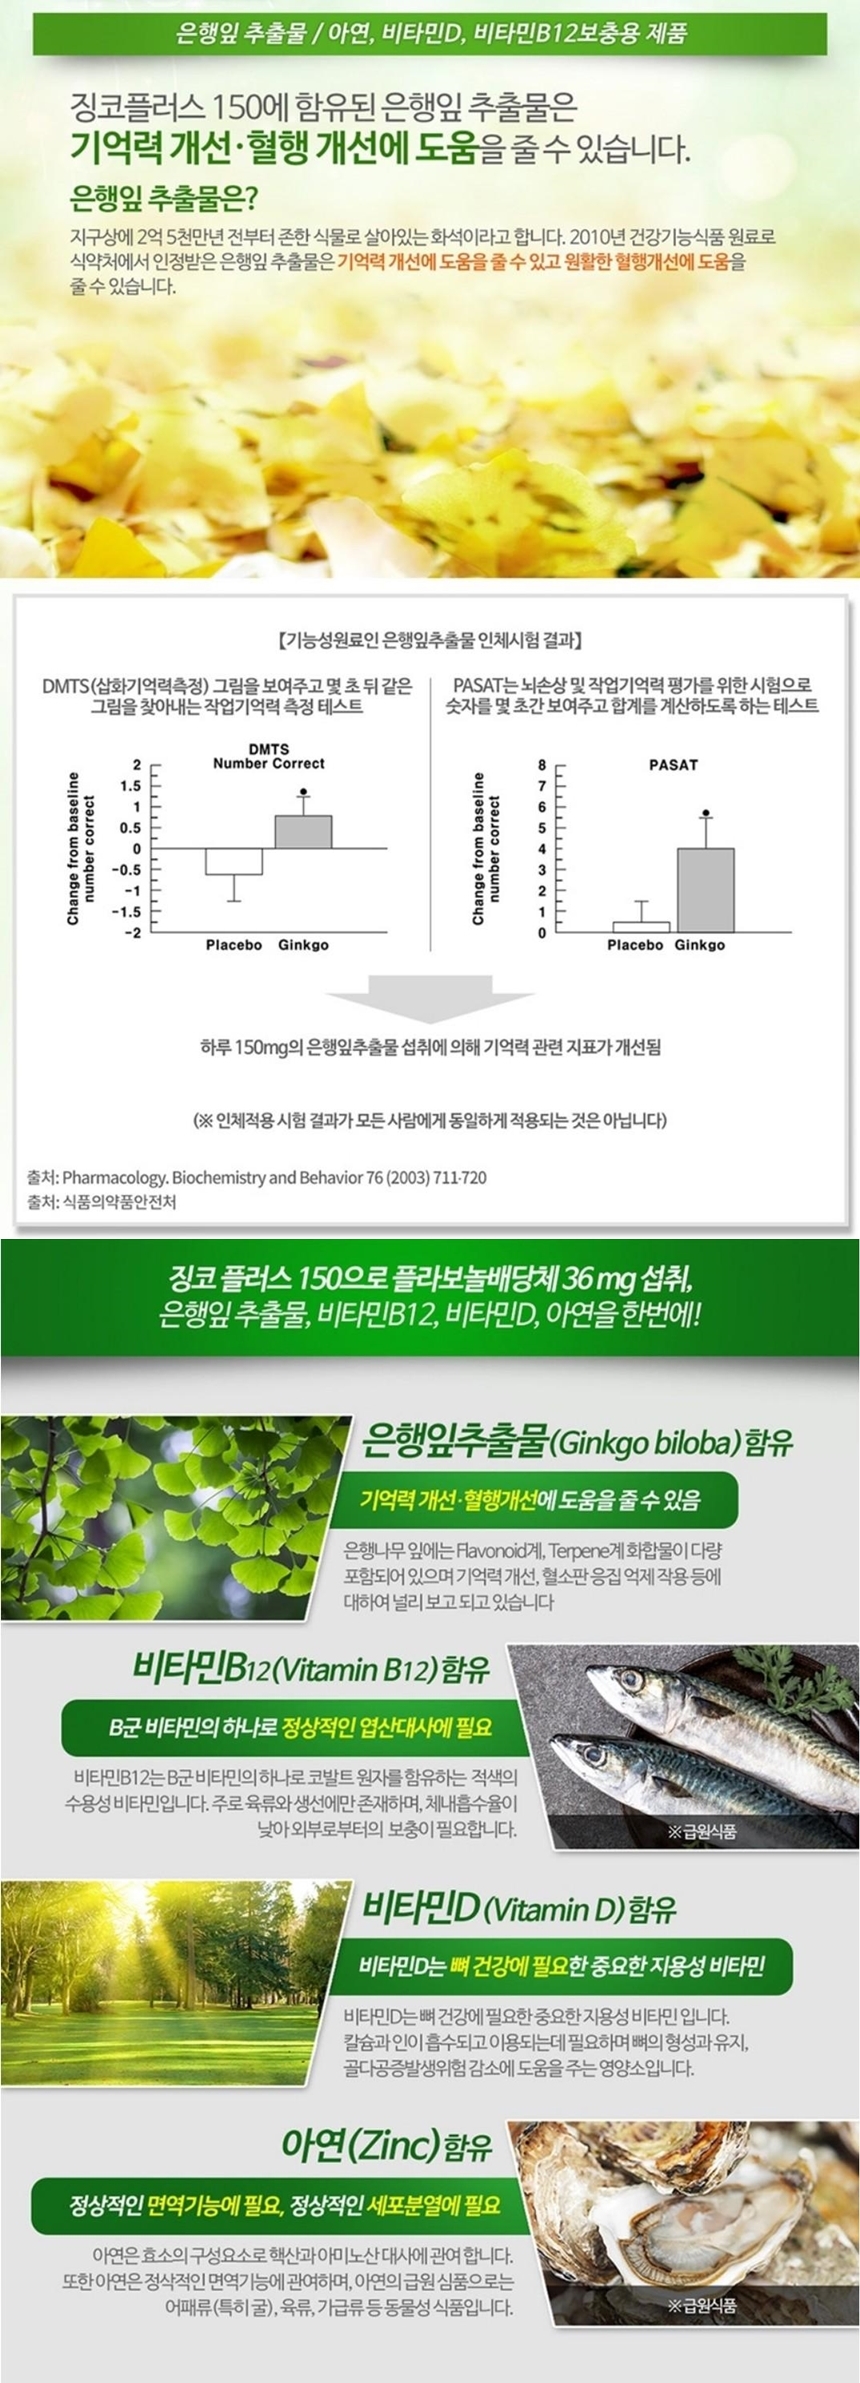 은행잎 추출물 / 아연, 비타민D, 비타민B12보충용 제품
징코플러스 150에 함유된 은행잎 추출물은
기억력 개선·혈행 개선에 도움을 줄 수 있습니다.
은행잎 추출물은?
지구상에 2억 5천만년 전부터 존한 식물로 살아있는 화석이라고 합니다. 2010년 건강기능식품 원료로
식약처에서 인정받은 은행잎 추출물은 기억력 개선에 도움을 줄 수 있고 원활한 혈행개선에 도움을
줄 수 있습니다.
【기능성원료인 은행잎추출물 인체시험 결과】
DMTS(삽화기억력측정) 그림을 보여주고 몇 초 뒤 같은
그림을 찾아내는 작업기억력 측정 테스트
DMTS
Number Correct
Change from baseline
number correct
2
1.5
1
0.5
0
-0.5
-1
-1.5
-2
Placebo Ginkgo
PASAT는 뇌손상 및 작업기억력 평가를 위한 시험으로
숫자를 몇 초간 보여주고 합계를 계산하도록 하는 테스트
PASAT
Change from baseline
number correct
8
7
6
5
4
3
2
1
0
Placebo Ginkgo
하루 150mg의 은행잎추출물 섭취에 의해 기억력 관련 지표가 개선됨
(※ 인체적용 시험 결과가 모든 사람에게 동일하게 적용되는 것은 아닙니다)
출처: Pharmacology. Biochemistry and Behavior 76 (2003) 711-720
출처: 식품의약품안전처
징코 플러스 150으로 플라보놀배당체 36 mg 섭취,
은행잎 추출물, 비타민B12, 비타민D, 아연을 한번에!
은행잎추출물(Ginkgo biloba)함유
기억력 개선·혈행개선에 도움을 줄 수 있음
은행나무 잎에는 Flavonoid계, Terpene계 화합물이 다량
포함되어 있으며 기억력 개선, 혈소판 응집 억제 작용 등에
대하여 널리 보고 되고 있습니다
비타민B12(Vitamin B12)함유
B군 비타민의 하나로 정상적인 엽산대사에 필요
비타민B12는 B군 비타민의 하나로 코발트 원자를 함유하는 적색의
수용성 비타민입니다. 주로 육류와 생선에만 존재하며, 체내흡수율이
낮아 외부로부터의 보충이 필요합니다.
※급원식품
비타민D(Vitamin D)함유
비타민D는 뼈 건강에 필요한 중요한 지용성 비타민
비타민D는 뼈 건강에 필요한 중요한 지용성 비타민 입니다.
칼슘과 인이 흡수되고 이용되는데 필요하며 뼈의 형성과 유지,
골다공증발생위험 감소에 도움을 주는 영양소입니다.
아연(Zinc)함유
정상적인 면역기능에 필요, 정상적인 세포분열에 필요
아연은 효소의 구성요소로 핵산과 아미노산 대사에 관여 합니다.
또한 아연은 정삭적인 면역기능에 관여하며, 아연의 급원 심품으로는
어패류(특히 굴), 육류, 가급류 등 동물성 식품입니다.
※급원식품